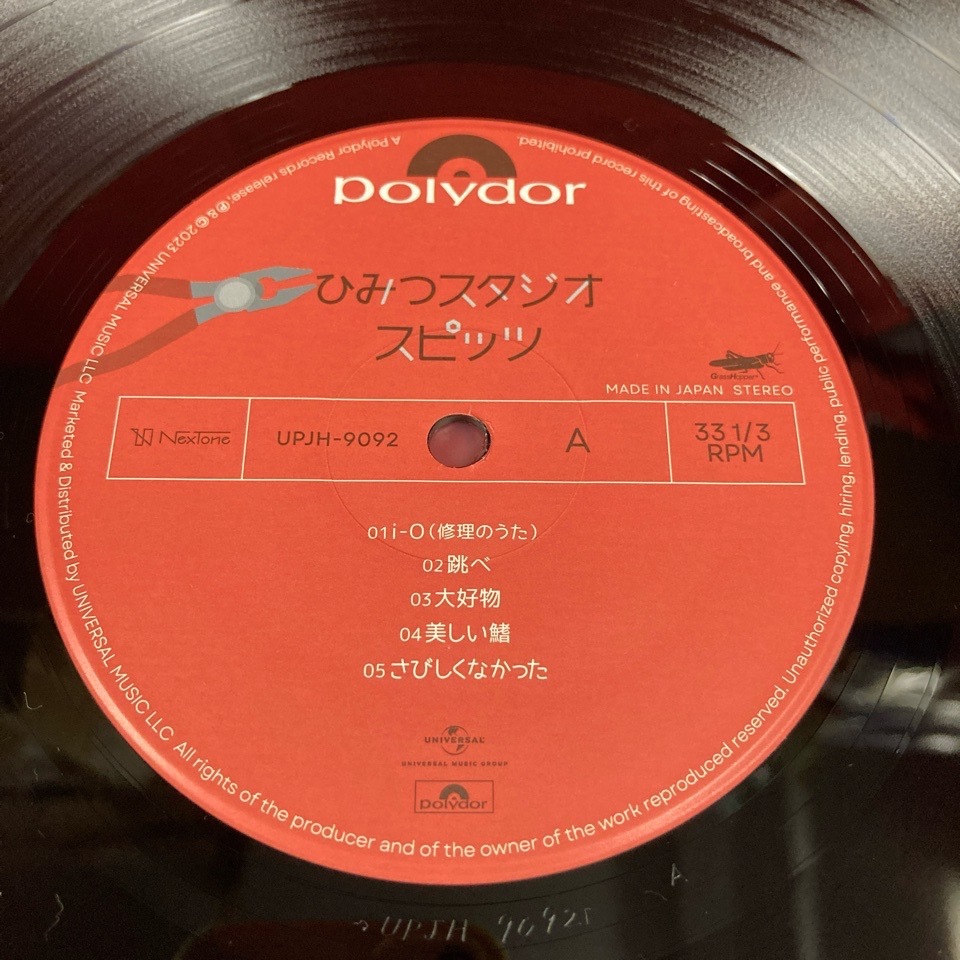 polydor
ひみつスタジオ
スピッツ
GrassHopper
MADE IN JAPAN STEREO
NexTone
UPJH-9092
A
33 1/3
RPM
01 i-O(修理のうた)
02 跳べ
03 大好物
04 美しい鰭
05 さびしくなかった
UNIVERSAL
UNIVERSAL MUSIC GROUP
polydor
A Polydor Records release; ℗ & © 2023 UNIVERSAL MUSIC LLC Marketed & Distributed by UNIVERSAL MUSIC LLC All rights of the producer and of the owner of the work reproduced reserved. Unauthorized copying, hiring, lending, public performance and broadcasting of this record prohibited.
A